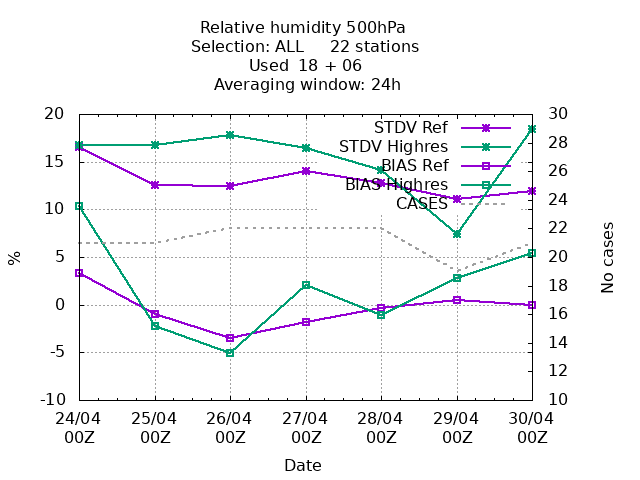 Relative humidity 500hPa
Selection: ALL 22 stations
Used 18 + 06
Averaging window: 24h
STDV Ref
STDV Highres
BIAS Ref
BIAS Highres
CASES
%
20
15
10
5
0
-5
-10
No cases
30
28
26
24
22
20
18
16
14
12
10
24/04 25/04 26/04 27/04 28/04 29/04 30/04
00Z 00Z 00Z 00Z 00Z 00Z 00Z
Date